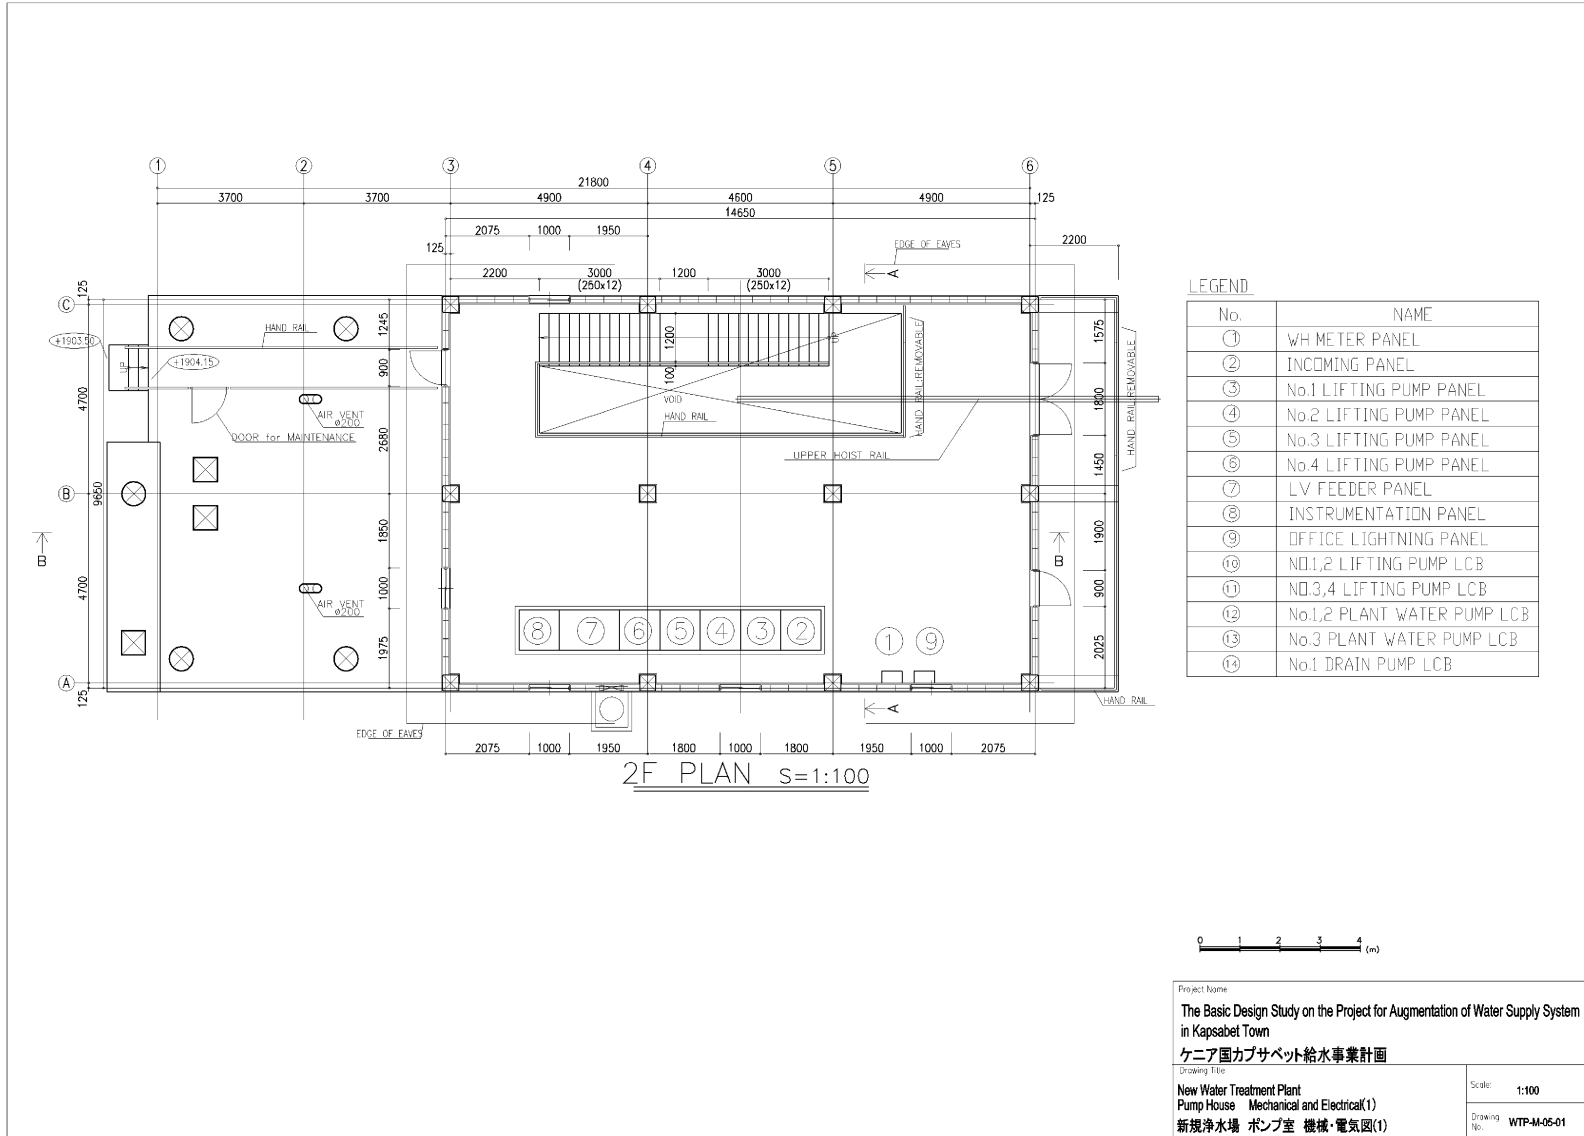 ① ② ③ ④ ⑤ ⑥
21800
3700 3700 4900 4600 4900 125
14650
2075 1000 1950
125
2200
EDGE OF EAVES
A
2200 3000 1200 3000
(250x12) (250x12)
125
C
+1903.50
UP
+1904.15
HAND RAIL
1245
900
1200
100
UP
VOID
HAND RAIL
HAND RAIL:REMOVABLE
UPPER HOIST RAIL
1575
1800
1450
HAND RAIL:REMOVABLE
4700
AIR VENT
ø200
DOOR for MAINTENANCE
2680
B
9650
B
1850
1900
B
4700
AIR VENT
ø200
1000
900
1975
2025
⑧ ⑦ ⑥ ⑤ ④ ③ ② ① ⑨
A
125
A
HAND RAIL
EDGE OF EAVES
2075 1000 1950 1800 1000 1800 1950 1000 2075
2F PLAN S=1:100
LEGEND
No. NAME
① WH METER PANEL
② INCOMING PANEL
③ No.1 LIFTING PUMP PANEL
④ No.2 LIFTING PUMP PANEL
⑤ No.3 LIFTING PUMP PANEL
⑥ No.4 LIFTING PUMP PANEL
⑦ LV FEEDER PANEL
⑧ INSTRUMENTATION PANEL
⑨ OFFICE LIGHTNING PANEL
⑩ NO.1,2 LIFTING PUMP LCB
⑪ NO.3,4 LIFTING PUMP LCB
⑫ No.1,2 PLANT WATER PUMP LCB
⑬ No.3 PLANT WATER PUMP LCB
⑭ No.1 DRAIN PUMP LCB
0 1 2 3 4 (m)
Project Name
The Basic Design Study on the Project for Augmentation of Water Supply System
in Kapsabet Town
ケニア国カプサベット給水事業計画
Drawing Title
New Water Treatment Plant
Pump House Mechanical and Electrical(1)
新規浄水場 ポンプ室 機械・電気図(1)
Scale: 1:100
Drawing No. WTP-M-05-01